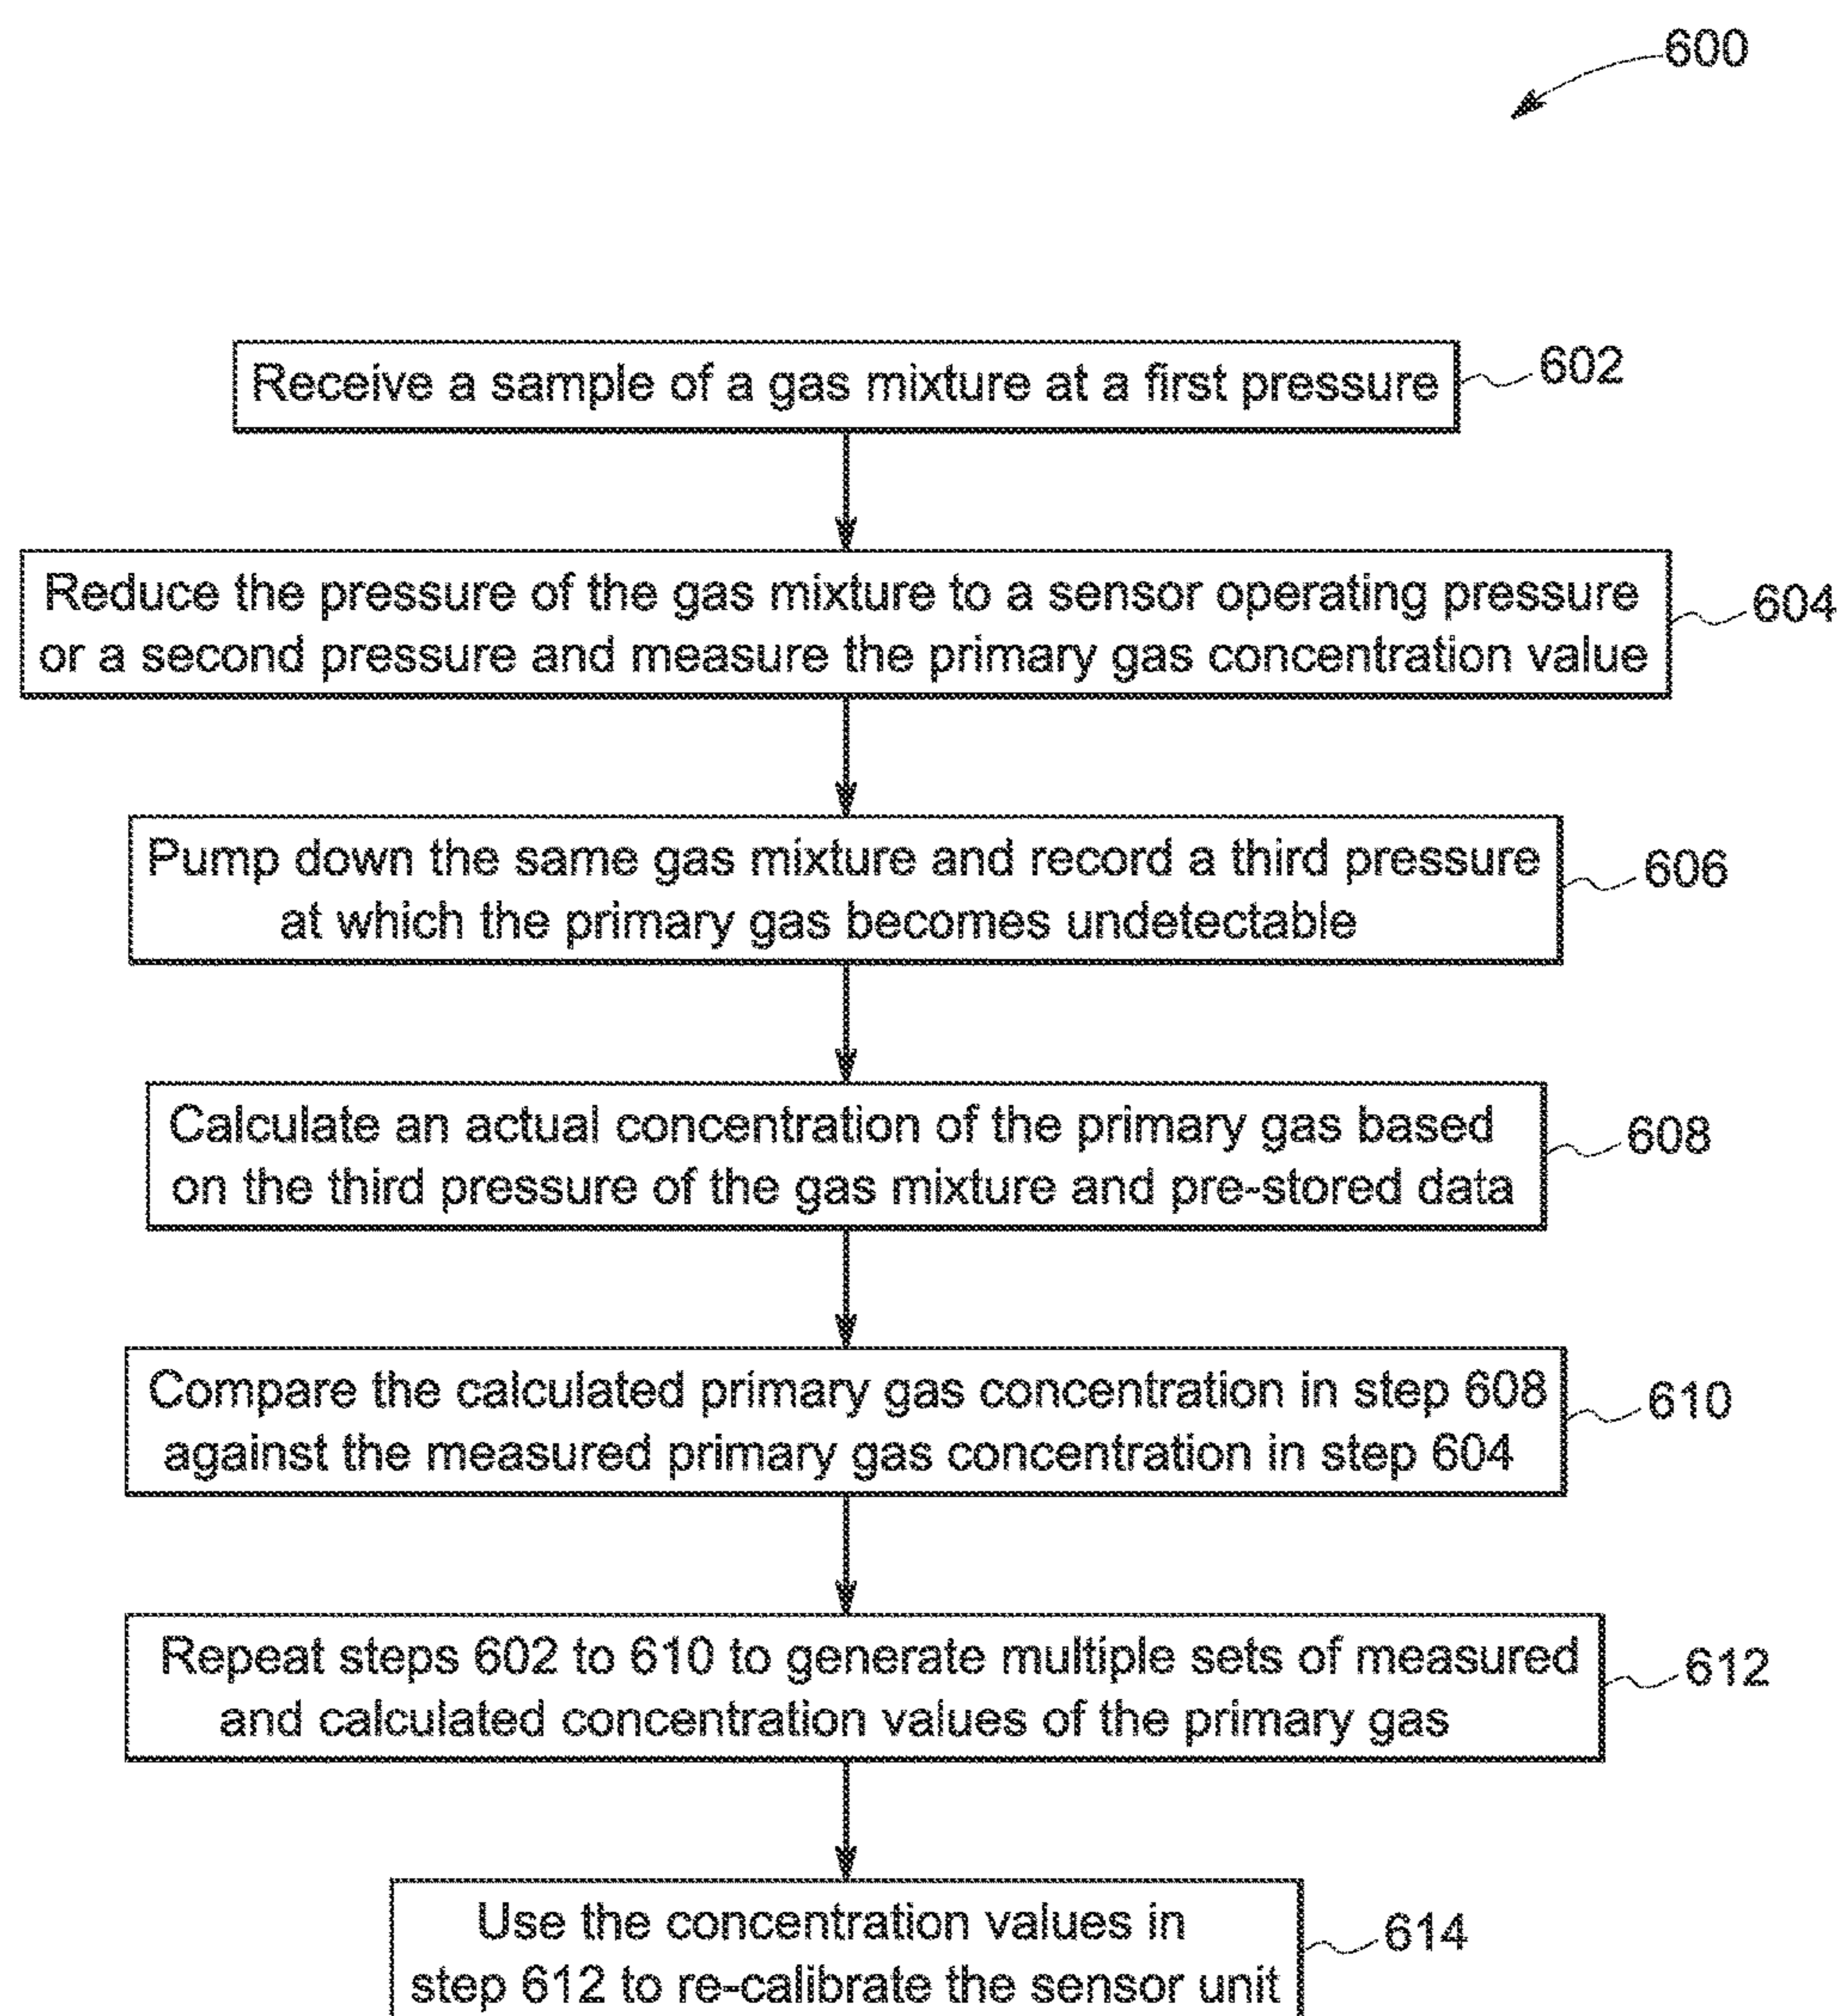 600
Receive a sample of a gas mixture at a first pressure
602
Reduce the pressure of the gas mixture to a sensor operating pressure
or a second pressure and measure the primary gas concentration value
604
Pump down the same gas mixture and record a third pressure
at which the primary gas becomes undetectable
606
Calculate an actual concentration of the primary gas based
on the third pressure of the gas mixture and pre-stored data
608
Compare the calculated primary gas concentration in step 608
against the measured primary gas concentration in step 604
610
Repeat steps 602 to 610 to generate multiple sets of measured
and calculated concentration values of the primary gas
612
Use the concentration values in
step 612 to re-calibrate the sensor unit
614